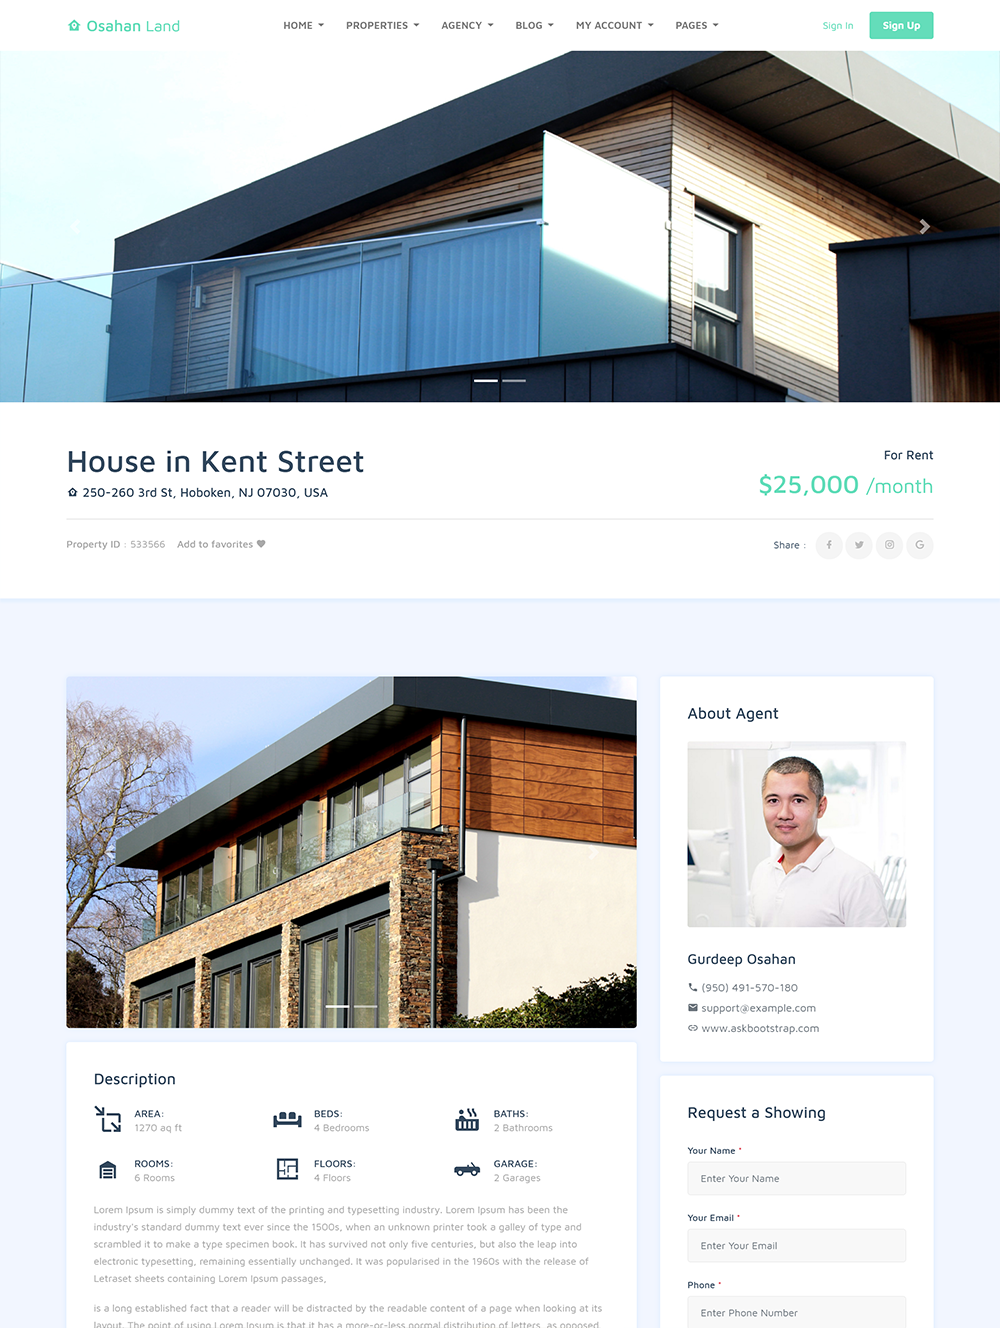 Osahan Land
HOME
PROPERTIES
AGENCY
BLOG
MY ACCOUNT
PAGES
Sign In
Sign Up
House in Kent Street
250-260 3rd St, Hoboken, NJ 07030, USA
For Rent
$25,000 /month
Property ID : 533566
Add to favorites
Share :
Description
AREA:
1270 aq ft
BEDS:
4 Bedrooms
BATHS:
2 Bathrooms
ROOMS:
6 Rooms
FLOORS:
4 Floors
GARAGE:
2 Garages
Lorem Ipsum is simply dummy text of the printing and typesetting industry. Lorem Ipsum has been the
industry's standard dummy text ever since the 1500s, when an unknown printer took a galley of type and
scrambled it to make a type specimen book. It has survived not only five centuries, but also the leap into
electronic typesetting, remaining essentially unchanged. It was popularised in the 1960s with the release of
Letraset sheets containing Lorem Ipsum passages,
is a long established fact that a reader will be distracted by the readable content of a page when looking at its
layout. The point of using Lorem Ipsum is that it has a more-or-less normal distribution of letters, as opposed
About Agent
Gurdeep Osahan
(950) 491-570-180
support@example.com
www.askbootstrap.com
Request a Showing
Your Name *
Enter Your Name
Your Email *
Enter Your Email
Phone *
Enter Phone Number